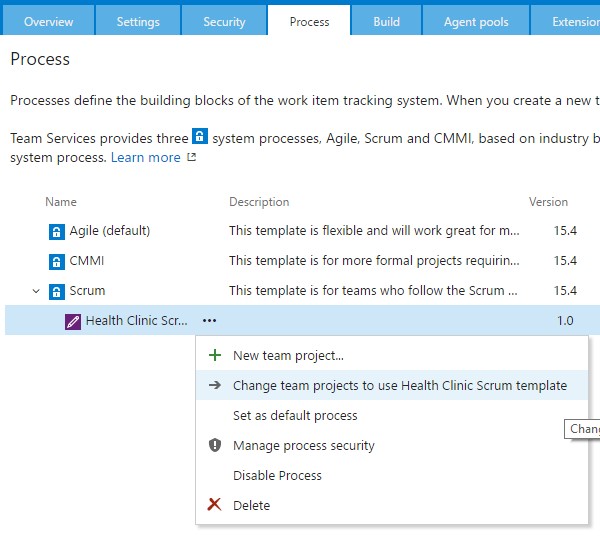 Overview Settings Security Process Build Agent pools Extension
Process
Processes define the building blocks of the work item tracking system. When you create a new t
Team Services provides three system processes, Agile, Scrum and CMMI, based on industry b
system process. Learn more
Name Description Version
Agile (default) This template is flexible and will work great for m... 15.4
CMMI This template is for more formal projects requirin... 15.4
Scrum This template is for teams who follow the Scrum ... 15.4
Health Clinic Scr... ••• 1.0
New team project...
Change team projects to use Health Clinic Scrum template
Set as default process
Chang
Manage process security
Disable Process
Delete